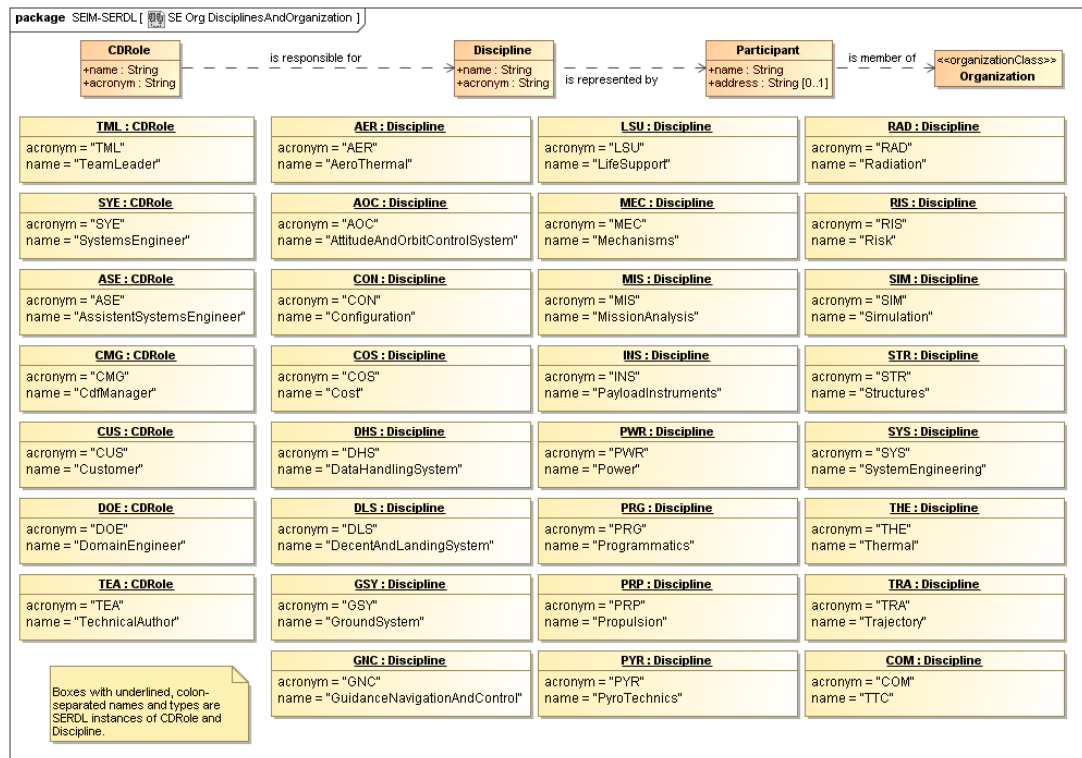 package SEIM-SERDL [ SE Org DisciplinesAndOrganization ]
CDRole
+name : String
+acronym : String
is responsible for
Discipline
+name : String
+acronym : String
is represented by
Participant
+name : String
+address : String [0..1]
is member of
<<organizationClass>>
Organization
TML : CDRole
acronym = "TML"
name = "TeamLeader"
SYE : CDRole
acronym = "SYE"
name = "SystemsEngineer"
ASE : CDRole
acronym = "ASE"
name = "AssistentSystemsEngineer"
CMG : CDRole
acronym = "CMG"
name = "CdfManager"
CUS : CDRole
acronym = "CUS"
name = "Customer"
DOE : CDRole
acronym = "DOE"
name = "DomainEngineer"
TEA : CDRole
acronym = "TEA"
name = "TechnicalAuthor"
Boxes with underlined, colon-
separated names and types are
SERDL instances of CDRole and
Discipline.
AER : Discipline
acronym = "AER"
name = "AeroThermal"
AOC : Discipline
acronym = "AOC"
name = "AttitudeAndOrbitControlSystem"
CON : Discipline
acronym = "CON"
name = "Configuration"
COS : Discipline
acronym = "COS"
name = "Cost"
DHS : Discipline
acronym = "DHS"
name = "DataHandlingSystem"
DLS : Discipline
acronym = "DLS"
name = "DecentAndLandingSystem"
GSY : Discipline
acronym = "GSY"
name = "GroundSystem"
GNC : Discipline
acronym = "GNC"
name = "GuidanceNavigationAndControl"
LSU : Discipline
acronym = "LSU"
name = "LifeSupport"
MEC : Discipline
acronym = "MEC"
name = "Mechanisms"
MIS : Discipline
acronym = "MIS"
name = "MissionAnalysis"
INS : Discipline
acronym = "INS"
name = "PayloadInstruments"
PWR : Discipline
acronym = "PWR"
name = "Power"
PRG : Discipline
acronym = "PRG"
name = "Programmatics"
PRP : Discipline
acronym = "PRP"
name = "Propulsion"
PYR : Discipline
acronym = "PYR"
name = "PyroTechnics"
RAD : Discipline
acronym = "RAD"
name = "Radiation"
RIS : Discipline
acronym = "RIS"
name = "Risk"
SIM : Discipline
acronym = "SIM"
name = "Simulation"
STR : Discipline
acronym = "STR"
name = "Structures"
SYS : Discipline
acronym = "SYS"
name = "SystemEngineering"
THE : Discipline
acronym = "THE"
name = "Thermal"
TRA : Discipline
acronym = "TRA"
name = "Trajectory"
COM : Discipline
acronym = "COM"
name = "TTC"